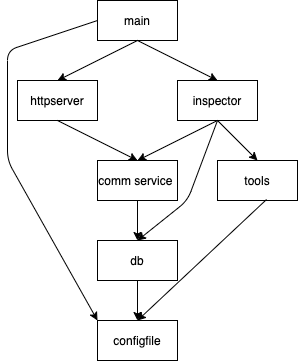 main
httpserver
inspector
comm service
tools
db
configfile